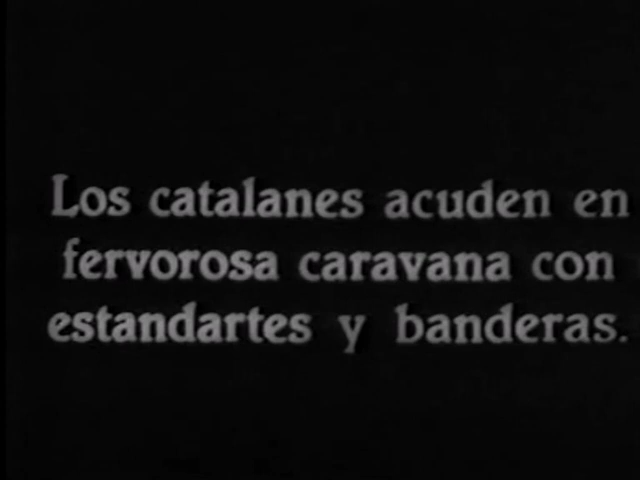 Los catalanes acuden en
fervorosa caravana con
estandartes y banderas.